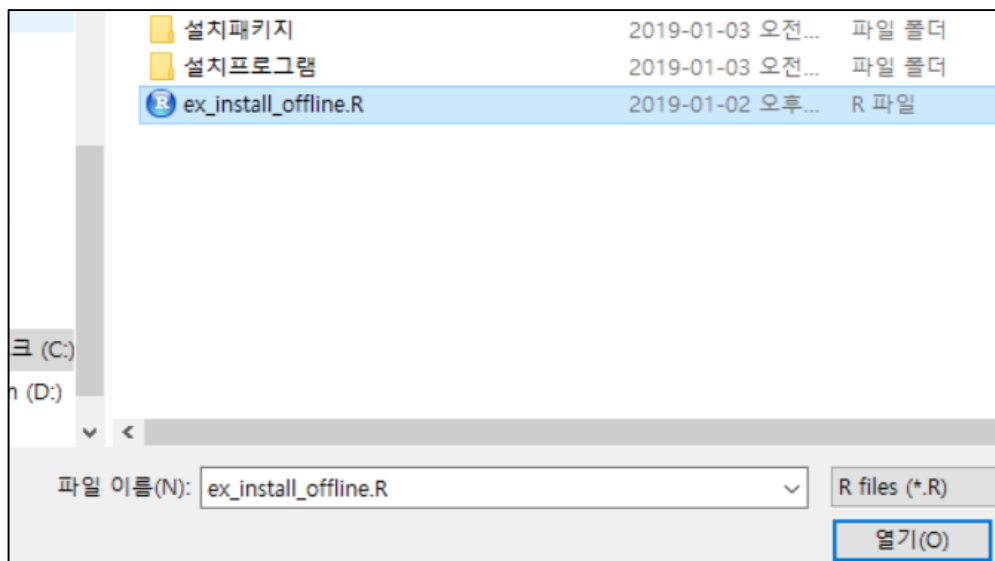 설치패키지 2019-01-03 오전... 파일 폴더
설치프로그램 2019-01-03 오전... 파일 폴더
ex_install_offline.R 2019-01-02 오후... R 파일
크 (C:)
(D:)
파일 이름(N): ex_install_offline.R R files (*.R)
열기(O)